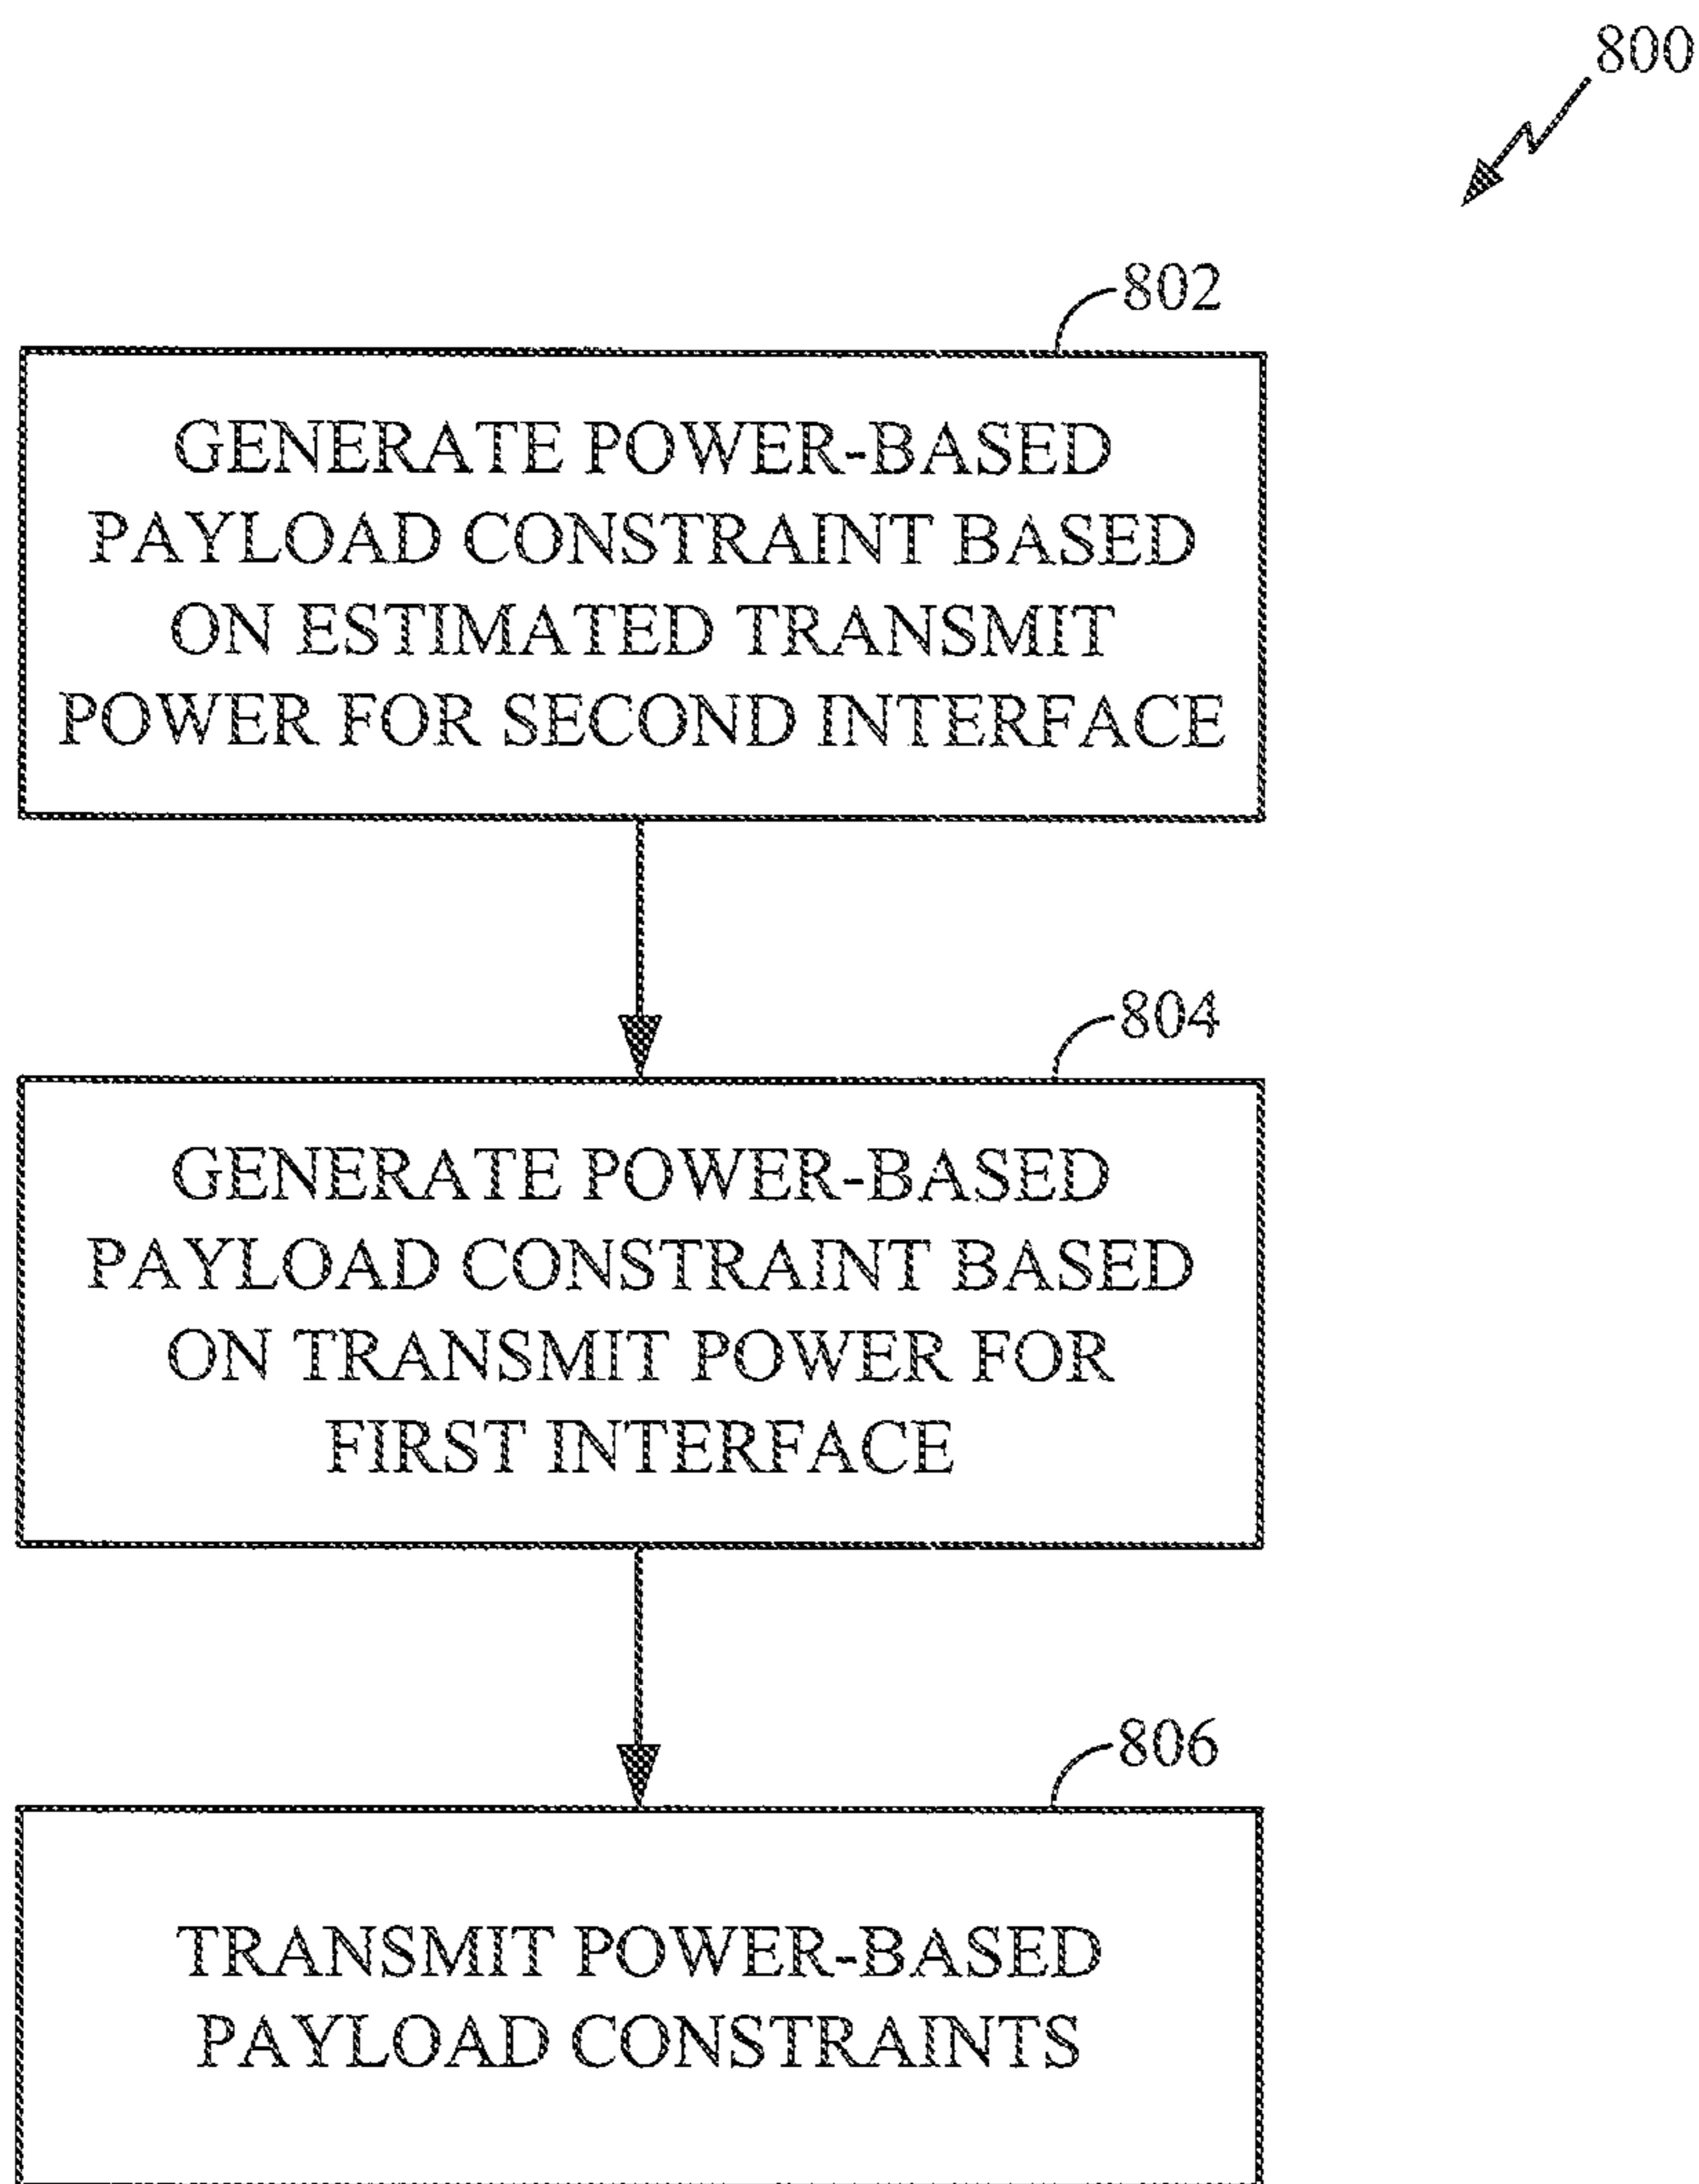 800
802
GENERATE POWER-BASED
PAYLOAD CONSTRAINT BASED
ON ESTIMATED TRANSMIT
POWER FOR SECOND INTERFACE
804
GENERATE POWER-BASED
PAYLOAD CONSTRAINT BASED
ON TRANSMIT POWER FOR
FIRST INTERFACE
806
TRANSMIT POWER-BASED
PAYLOAD CONSTRAINTS